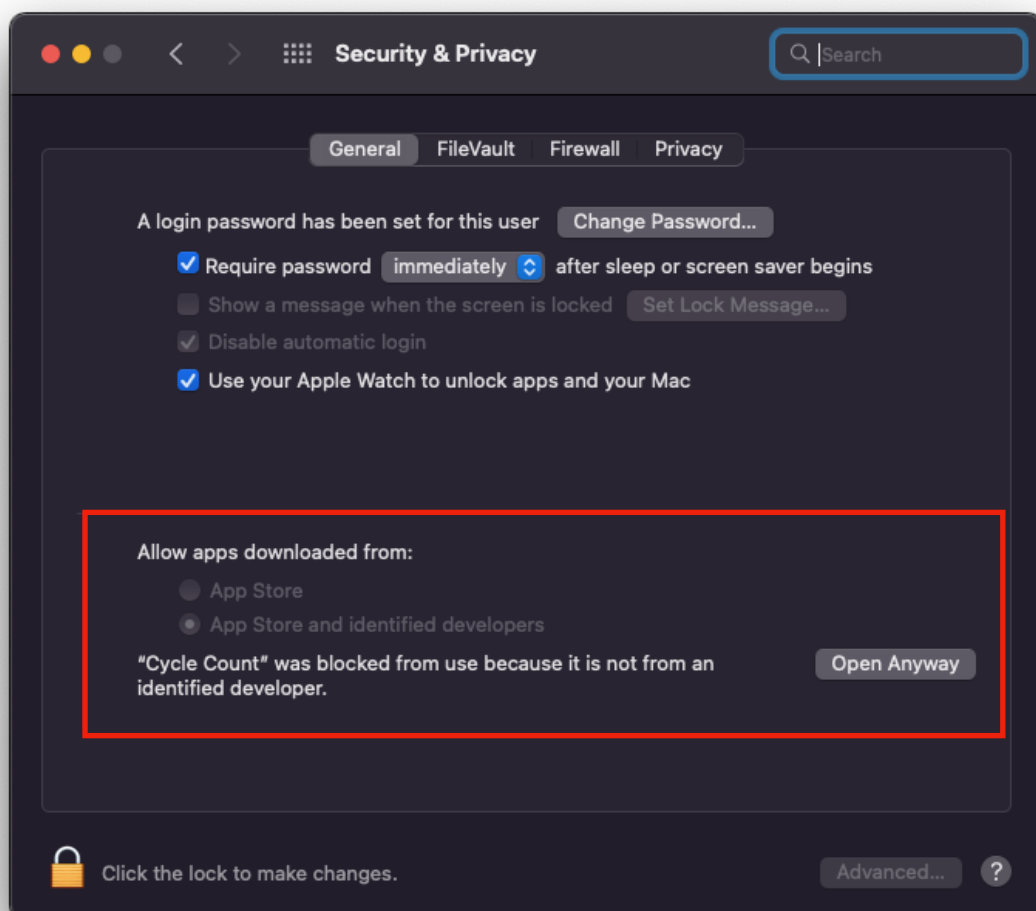 Security & Privacy
Search
General FileVault Firewall Privacy
A login password has been set for this user Change Password...
Require password immediately after sleep or screen saver begins
Show a message when the screen is locked Set Lock Message...
Disable automatic login
Use your Apple Watch to unlock apps and your Mac
Allow apps downloaded from:
App Store
App Store and identified developers
“Cycle Count” was blocked from use because it is not from an
identified developer.
Open Anyway
Click the lock to make changes.
Advanced...
?